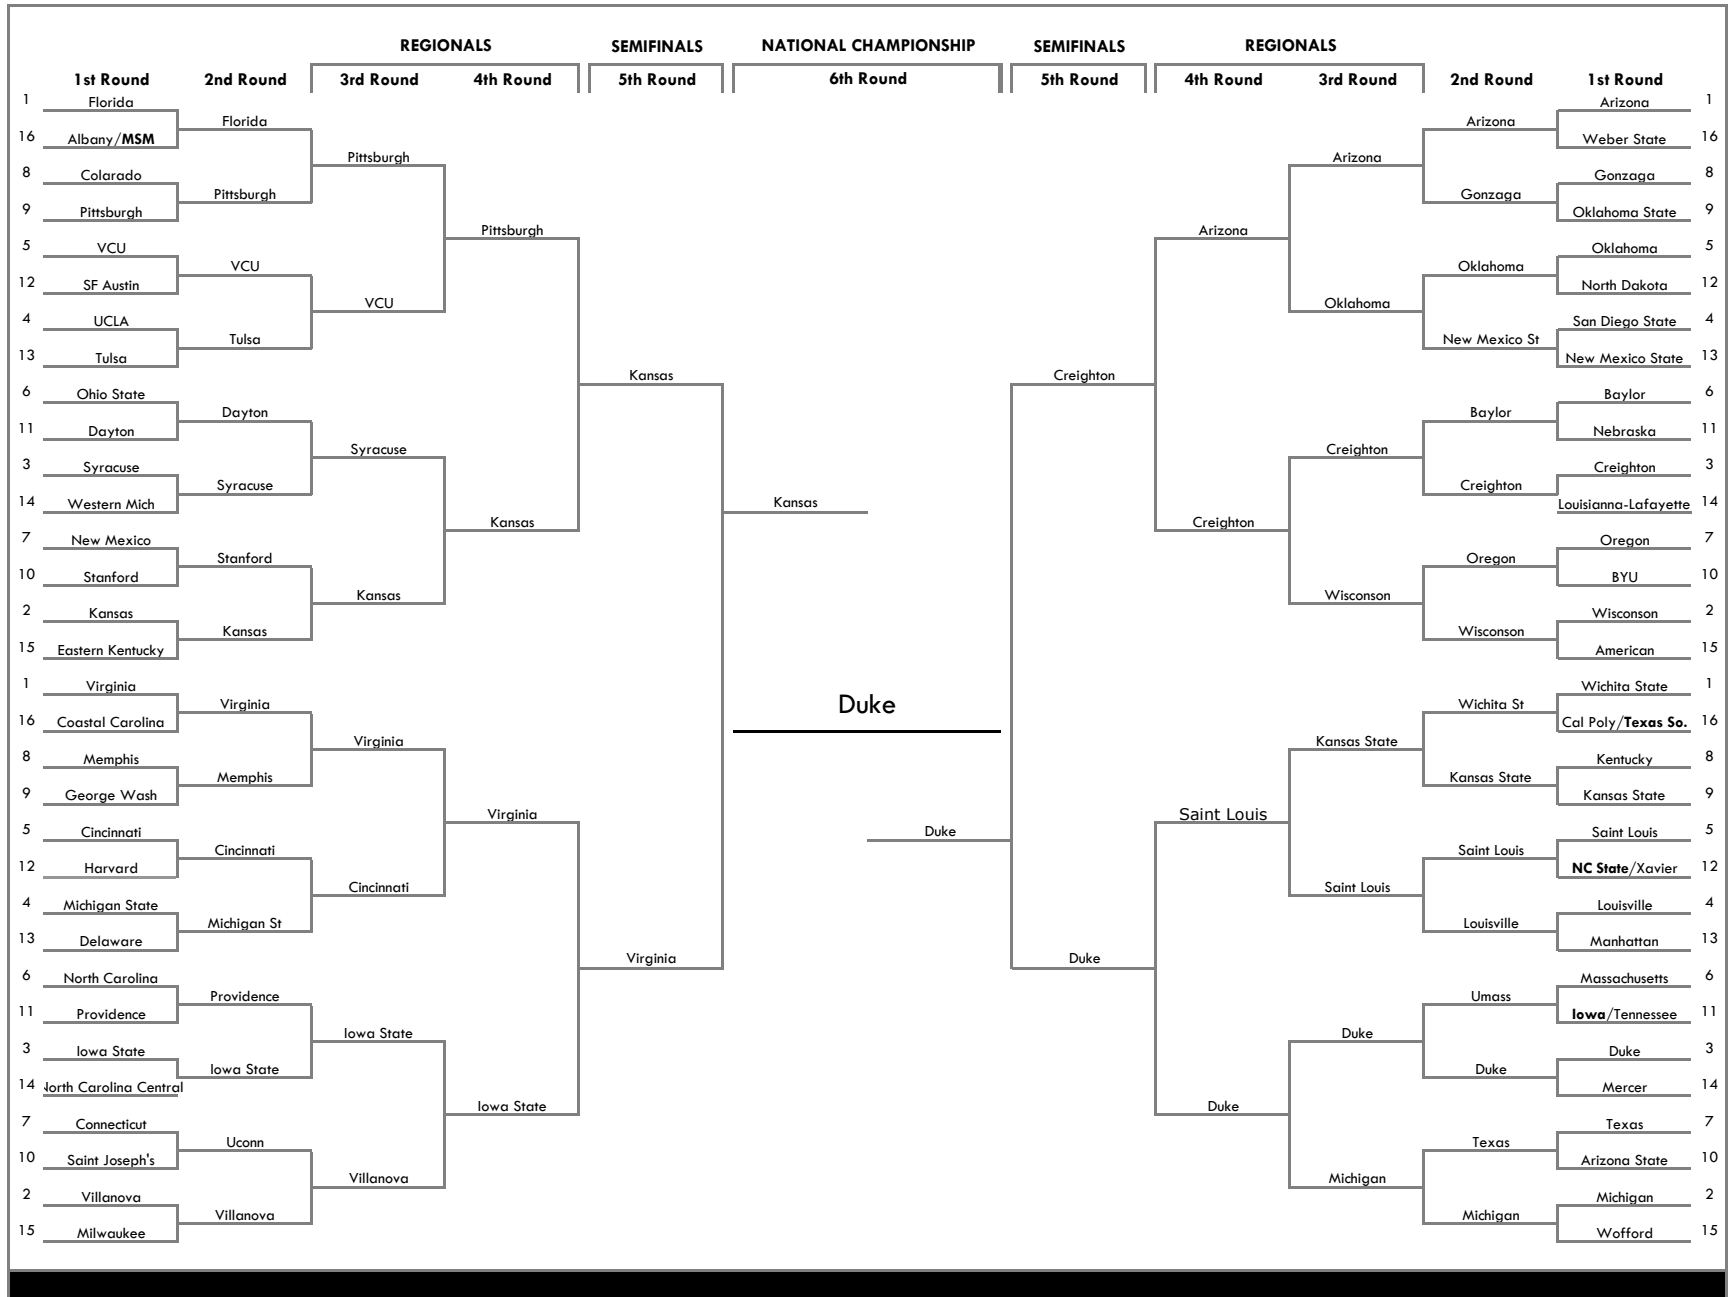 REGIONALS SEMIFINALS NATIONAL CHAMPIONSHIP SEMIFINALS REGIONALS
1st Round 2nd Round 3rd Round 4th Round 5th Round 6th Round 5th Round 4th Round 3rd Round 2nd Round 1st Round
1 Florida Arizona 1
Florida Arizona
16 Albany/MSM Weber State 16
Pittsburgh Arizona
8 Colarado Gonzaga 8
Pittsburgh Gonzaga
9 Pittsburgh Oklahoma State 9
Pittsburgh Arizona
5 VCU Oklahoma 5
VCU Oklahoma
12 SF Austin North Dakota 12
VCU Oklahoma
4 UCLA San Diego State 4
Tulsa New Mexico St
13 Tulsa New Mexico State 13
Kansas Creighton
6 Ohio State Baylor 6
Dayton Baylor
11 Dayton Nebraska 11
Syracuse Creighton
3 Syracuse Creighton 3
Syracuse Creighton
14 Western Mich Kansas Louisianna-Lafayette 14
Kansas Creighton
7 New Mexico Oregon 7
Stanford Oregon
10 Stanford BYU 10
Kansas Wisconson
2 Kansas Wisconson 2
Kansas Wisconson
15 Eastern Kentucky American 15
1 Virginia Wichita State 1
Virginia Duke Wichita St
16 Coastal Carolina Cal Poly/Texas So. 16
Virginia Kansas State
8 Memphis Kentucky 8
Memphis Kansas State
9 George Wash Kansas State 9
Virginia Saint Louis
5 Cincinnati Duke Saint Louis 5
Cincinnati Saint Louis
12 Harvard NC State/Xavier 12
Cincinnati Saint Louis
4 Michigan State Louisville 4
Michigan St Louisville
13 Delaware Manhattan 13
Virginia Duke
6 North Carolina Massachusetts 6
Providence Umass
11 Providence Iowa/Tennessee 11
Iowa State Duke
3 Iowa State Duke 3
Iowa State Duke
14 North Carolina Central Mercer 14
Iowa State Duke
7 Connecticut Texas 7
Uconn Texas
10 Saint Joseph's Arizona State 10
Villanova Michigan
2 Villanova Michigan 2
Villanova Michigan
15 Milwaukee Wofford 15